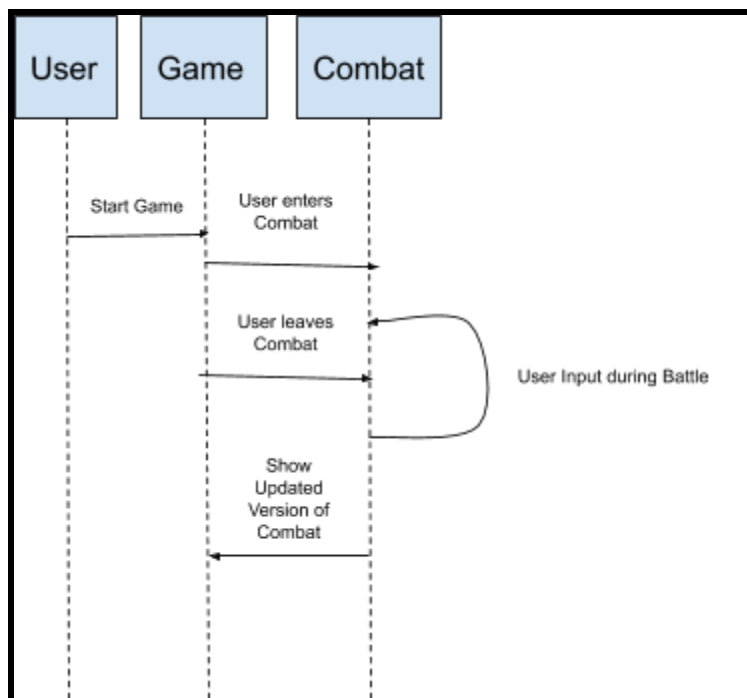 User
Game
Combat
Start Game
User enters
Combat
User leaves
Combat
User Input during Battle
Show
Updated
Version of
Combat